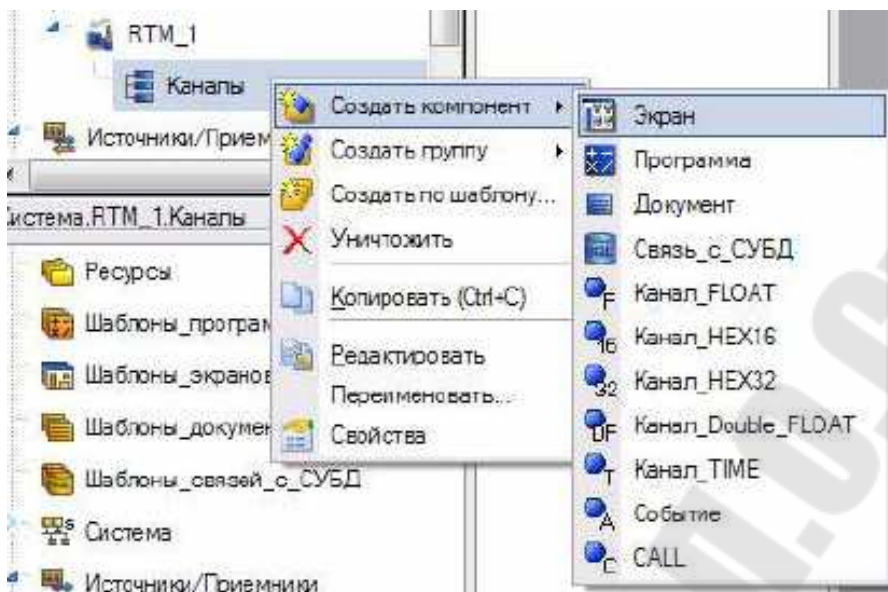 RTM_1
Каналы
Источники/Прием
Система.RTM_1.Каналы
Ресурсы
Шаблоны_програм
Шаблоны_экранов
Шаблоны_докумен
Шаблоны_связей_с_СУБД
Система
Источники/Приемники
Создать компонент
Создать группу
Создать по шаблону...
Уничтожить
Копировать (Ctrl+C)
Редактировать
Переименовать...
Свойства
Экран
Программа
Документ
Связь_с_СУБД
Канал_FLOAT
Канал_HEX16
Канал_HEX32
Канал_Double_FLOAT
Канал_TIME
Событие
CALL